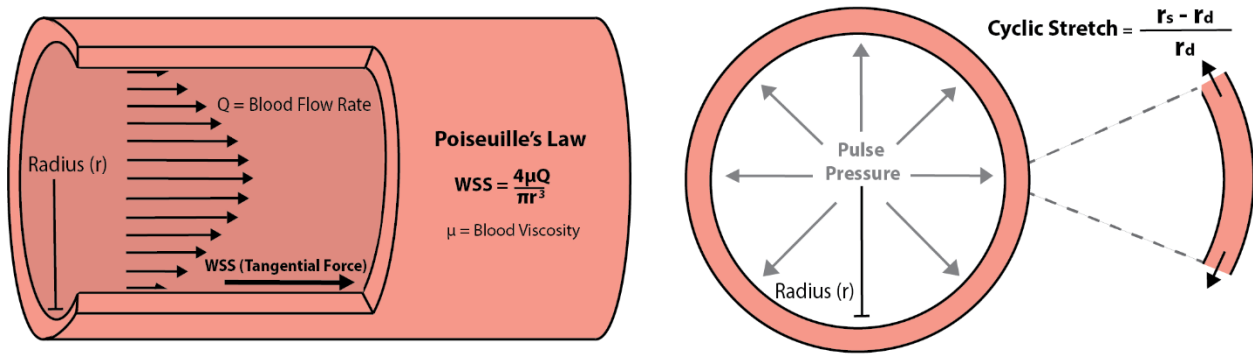 Q = Blood Flow Rate
Radius (r)
WSS (Tangential Force)
Poiseuille's Law
WSS = 4μQ / πr³
μ = Blood Viscosity
Cyclic Stretch = rs - rd / rd
Pulse
Pressure
Radius (r)